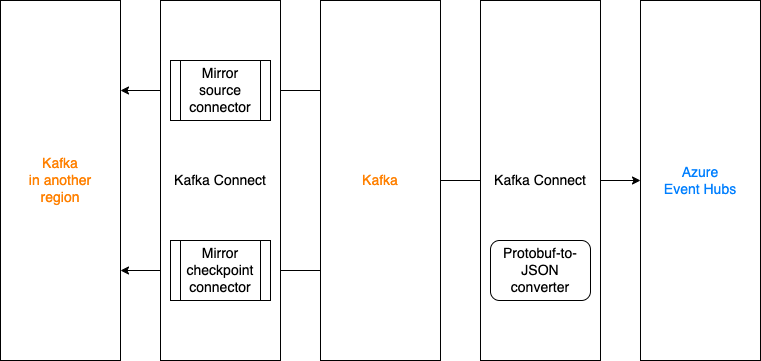 Mirror
source
connector
Kafka
in another
region
Kafka Connect
Kafka
Kafka Connect
Azure
Event Hubs
Mirror
checkpoint
connector
Protobuf-to-
JSON
converter